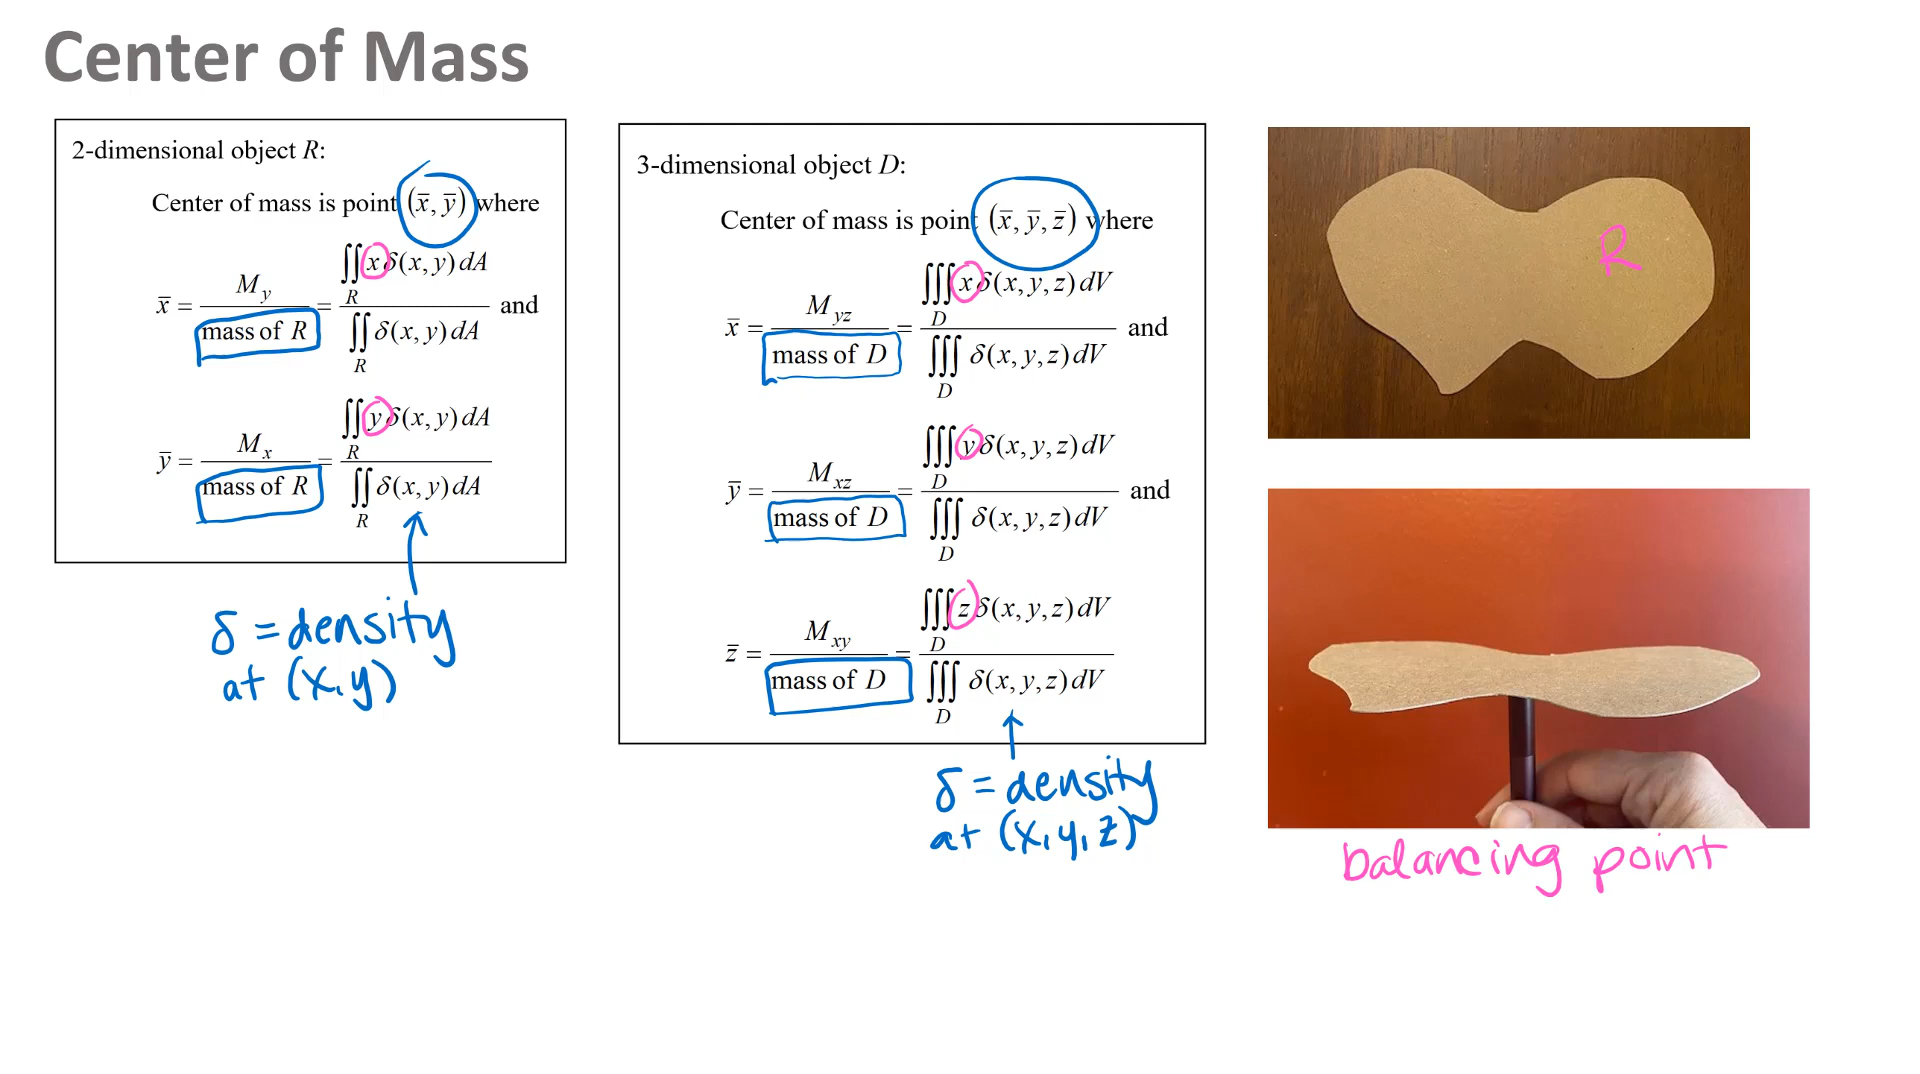 Center of Mass
2-dimensional object R:
Center of mass is point (x̄, ȳ) where
x̄ = M_y / mass of R = ∬_R x δ(x, y) dA / ∬_R δ(x, y) dA and
ȳ = M_x / mass of R = ∬_R y δ(x, y) dA / ∬_R δ(x, y) dA
δ = density
at (x, y)
3-dimensional object D:
Center of mass is point (x̄, ȳ, z̄) where
x̄ = M_yz / mass of D = ∭_D x δ(x, y, z) dV / ∭_D δ(x, y, z) dV and
ȳ = M_xz / mass of D = ∭_D y δ(x, y, z) dV / ∭_D δ(x, y, z) dV and
z̄ = M_xy / mass of D = ∭_D z δ(x, y, z) dV / ∭_D δ(x, y, z) dV
δ = density
at (x, y, z)
R
balancing point